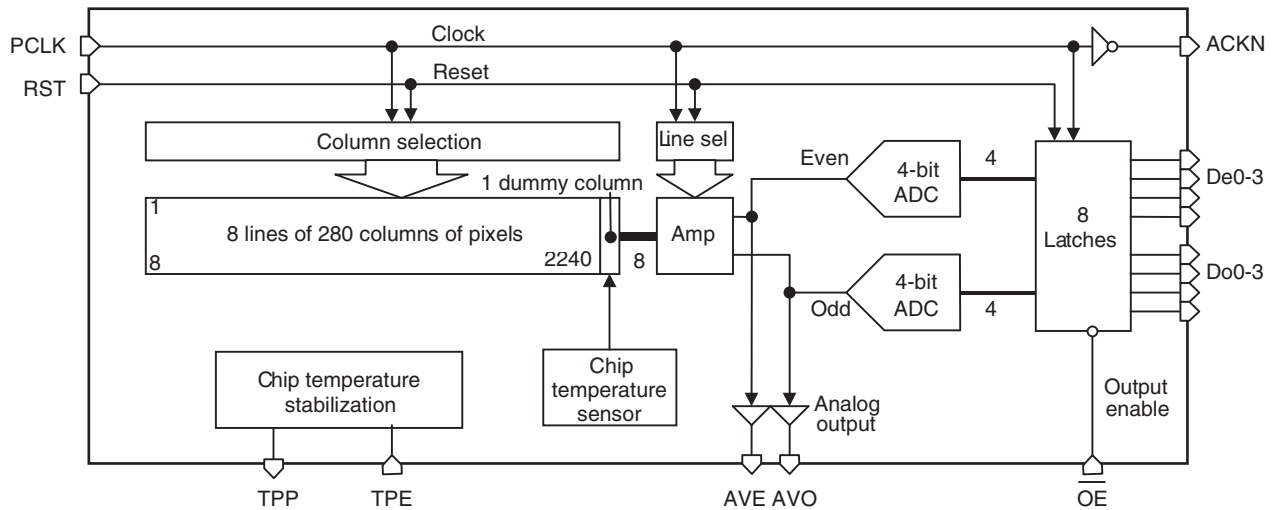 PCLK
Clock
ACKN
RST
Reset
Column selection
Line sel
Even
4-bit
ADC
4
De0-3
1 dummy column
1
8 lines of 280 columns of pixels
8
2240
8
Amp
8
Latches
4-bit
ADC
Odd
4
Do0-3
Chip temperature
stabilization
Chip
temperature
sensor
Analog
output
Output
enable
TPP
TPE
AVE AVO
OE